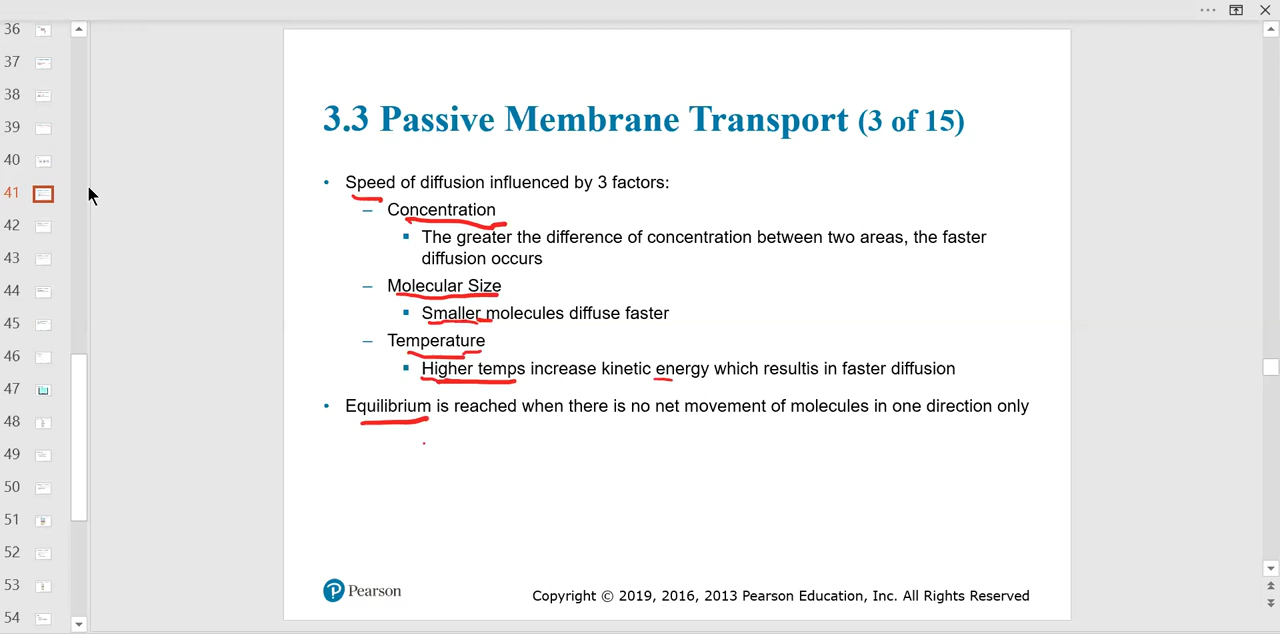 36
37
38
39
40
41
42
43
44
45
46
47
48
49
50
51
52
53
54
3.3 Passive Membrane Transport (3 of 15)
• Speed of diffusion influenced by 3 factors:
– Concentration
▪ The greater the difference of concentration between two areas, the faster
diffusion occurs
– Molecular Size
▪ Smaller molecules diffuse faster
– Temperature
▪ Higher temps increase kinetic energy which resultis in faster diffusion
• Equilibrium is reached when there is no net movement of molecules in one direction only
P Pearson
Copyright © 2019, 2016, 2013 Pearson Education, Inc. All Rights Reserved